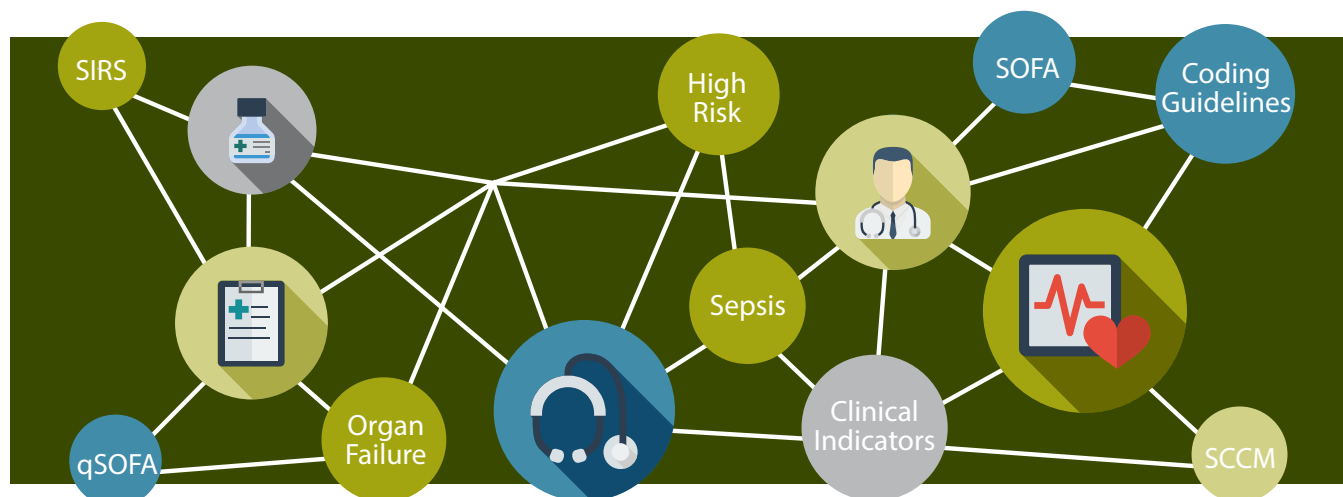 SIRS
High
Risk
SOFA
Coding
Guidelines
Sepsis
Organ
Failure
Clinical
Indicators
qSOFA
SCCM